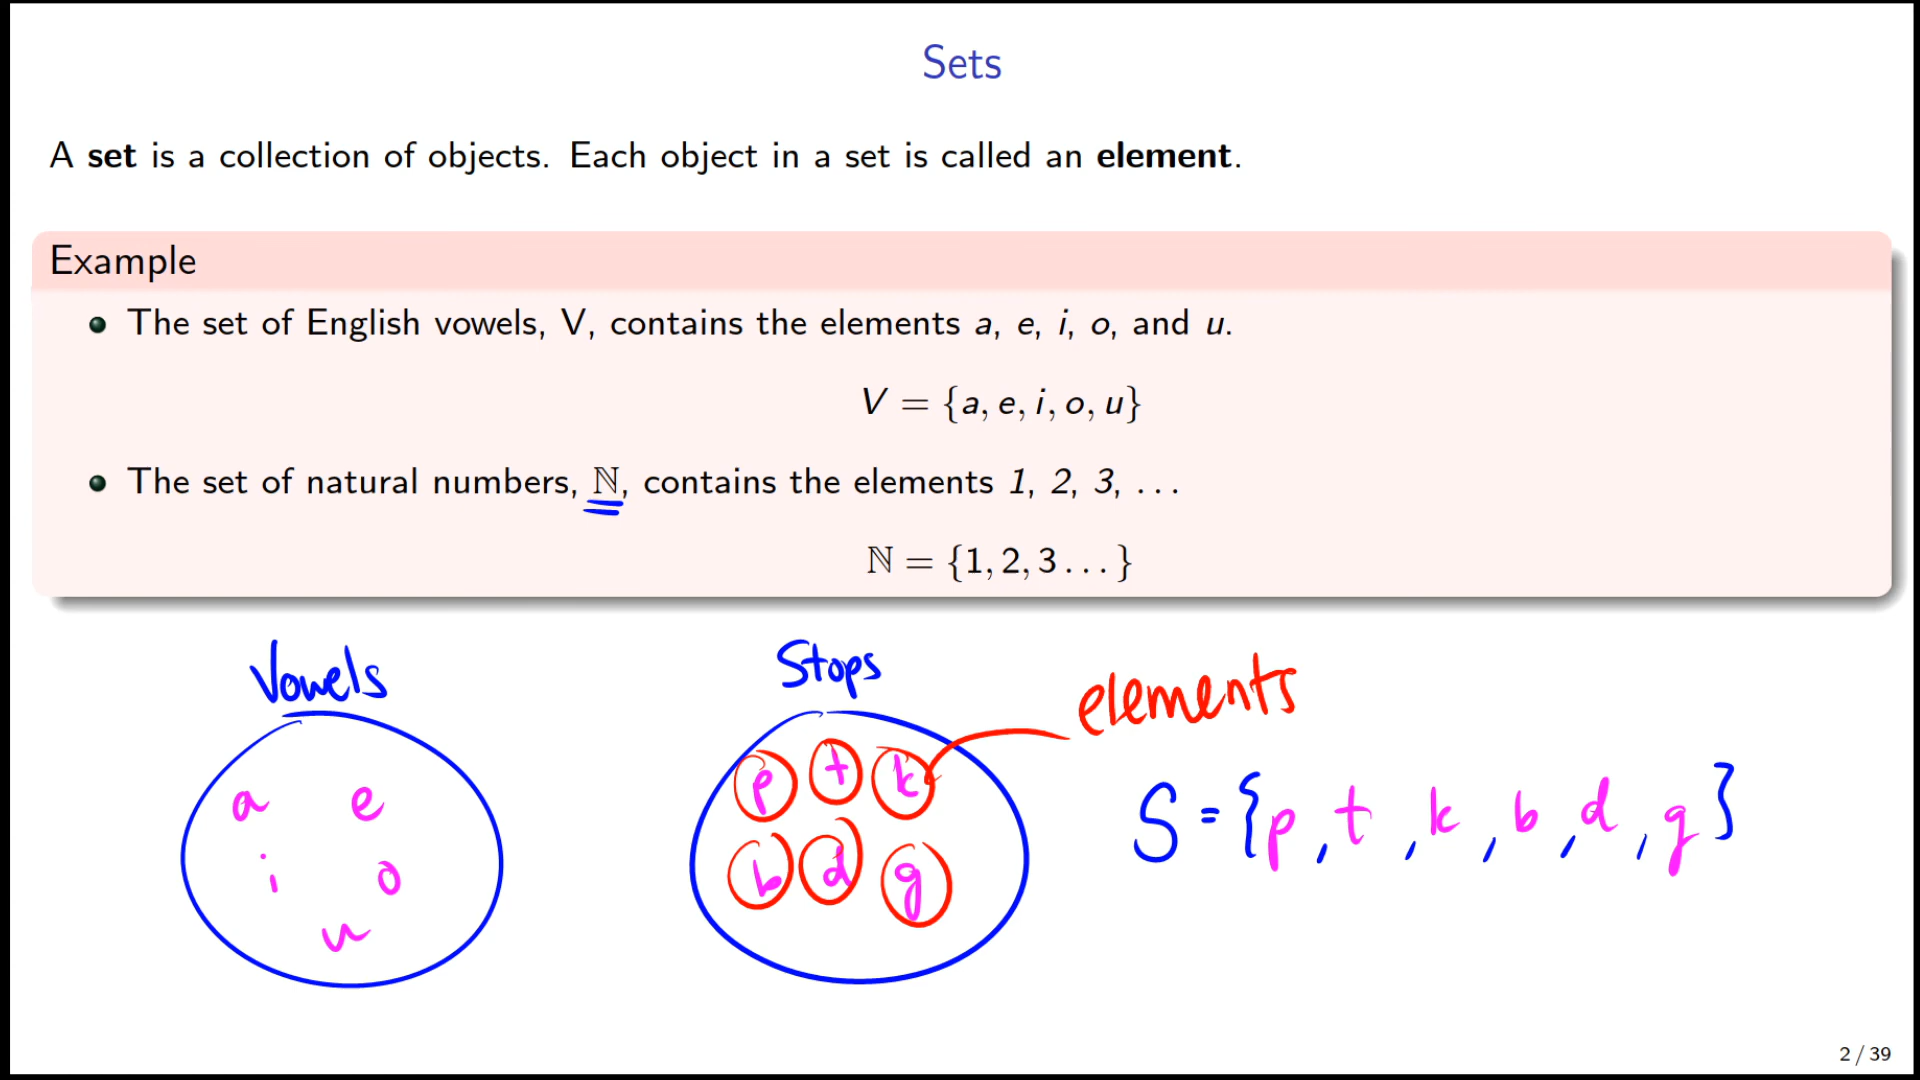 Sets
A set is a collection of objects. Each object in a set is called an element.
Example
The set of English vowels, V, contains the elements a, e, i, o, and u.
V = {a, e, i, o, u}
The set of natural numbers, ℕ, contains the elements 1, 2, 3, ...
ℕ = {1, 2, 3 ... }
Vowels
a e
i o
u
Stops
p t k
b d g
elements
S = {p, t, k, b, d, g}
2 / 39